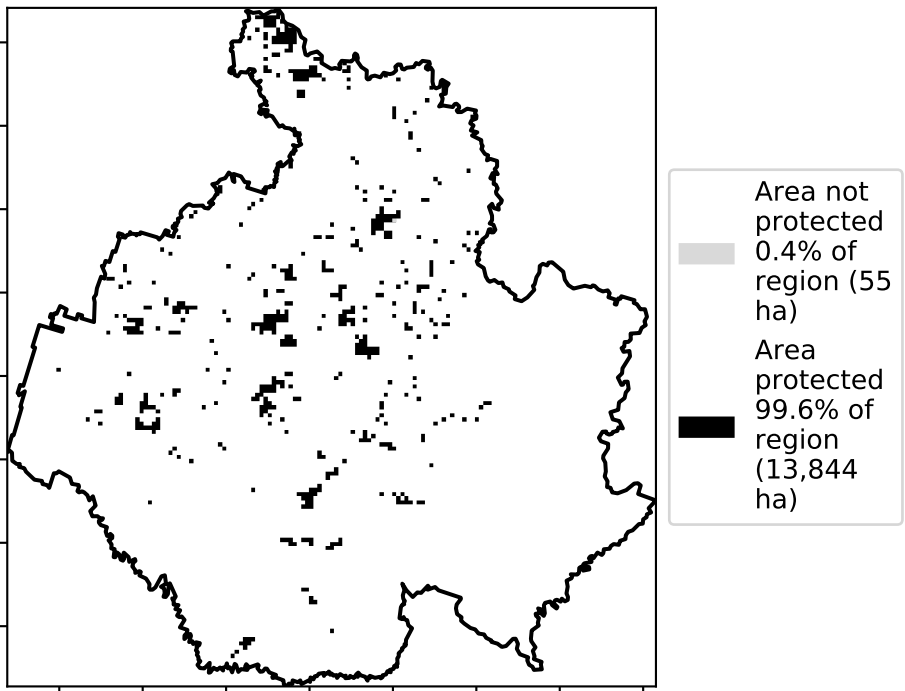 Area not
protected
0.4% of
region (55
ha)
Area
protected
99.6% of
region
(13,844
ha)